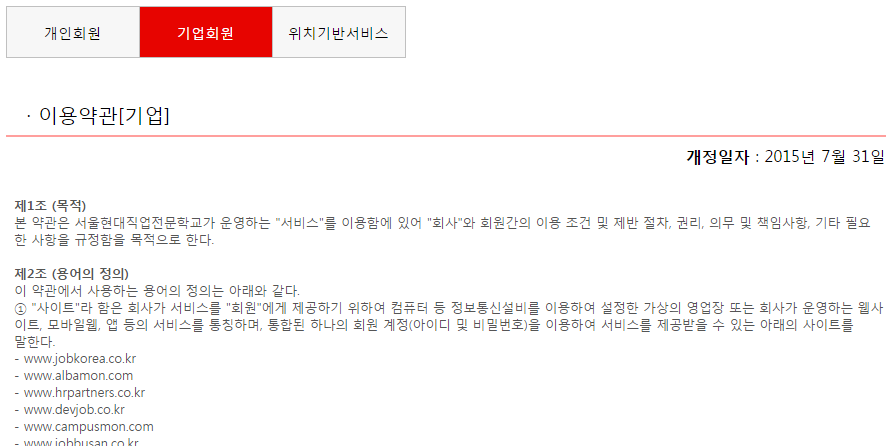 개인회원 기업회원 위치기반서비스
· 이용약관[기업]
개정일자 : 2015년 7월 31일
제1조 (목적)
본 약관은 서울현대직업전문학교가 운영하는 "서비스"를 이용함에 있어 "회사"와 회원간의 이용 조건 및 제반 절차, 권리, 의무 및 책임사항, 기타 필요
한 사항을 규정함을 목적으로 한다.
제2조 (용어의 정의)
이 약관에서 사용하는 용어의 정의는 아래와 같다.
① "사이트"라 함은 회사가 서비스를 "회원"에게 제공하기 위하여 컴퓨터 등 정보통신설비를 이용하여 설정한 가상의 영업장 또는 회사가 운영하는 웹사
이트, 모바일웹, 앱 등의 서비스를 통칭하며, 통합된 하나의 회원 계정(아이디 및 비밀번호)을 이용하여 서비스를 제공받을 수 있는 아래의 사이트를
말한다.
- www.jobkorea.co.kr
- www.albamon.com
- www.hrpartners.co.kr
- www.devjob.co.kr
- www.campusmon.com
- www.jobbusan.co.kr